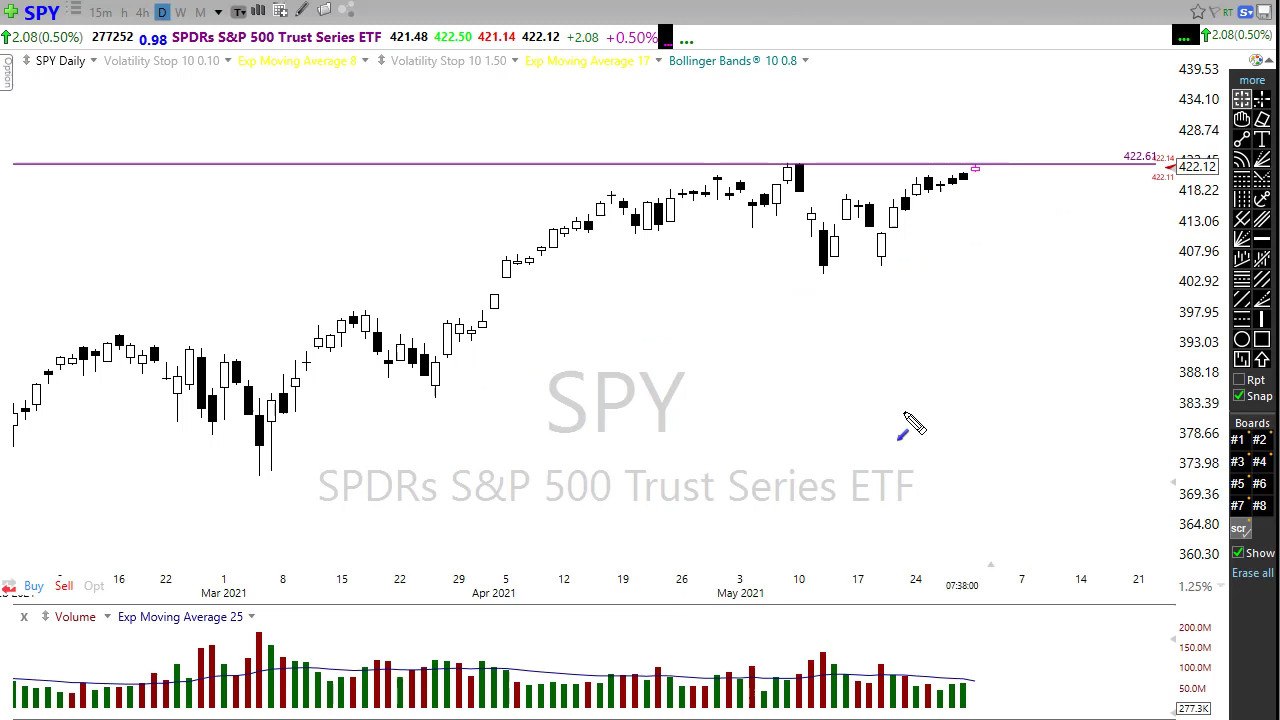 SPY 15m h 4h D W M T RT S
2.08(0.50%) 277252 0.98 SPDRs S&P 500 Trust Series ETF 421.48 422.50 421.14 422.12 +2.08 +0.50% ... ... ... 2.08(0.50%)
Option
SPY Daily Volatility Stop 10 0.10 Exp Moving Average 8 Volatility Stop 10 1.50 Exp Moving Average 17 Bollinger Bands® 10 0.8
439.53
434.10
428.74
422.61
422.14
422.12
422.11
418.22
413.06
407.96
402.92
397.95
393.03
388.18
383.39
378.66
373.98
369.36
364.80
360.30
SPY
SPDRs S&P 500 Trust Series ETF
more
T
Rpt
Snap
Boards
#1 #2
#3 #4
#5 #6
#7 #8
scr
Show
Erase all
Buy Sell Opt
16 22 1 8 15 22 29 5 12 19 26 3 10 17 24 07:38:00 7 14 21
Mar 2021 Apr 2021 May 2021
1.25%
X Volume Exp Moving Average 25
200.0M
150.0M
100.0M
50.0M
277.3K